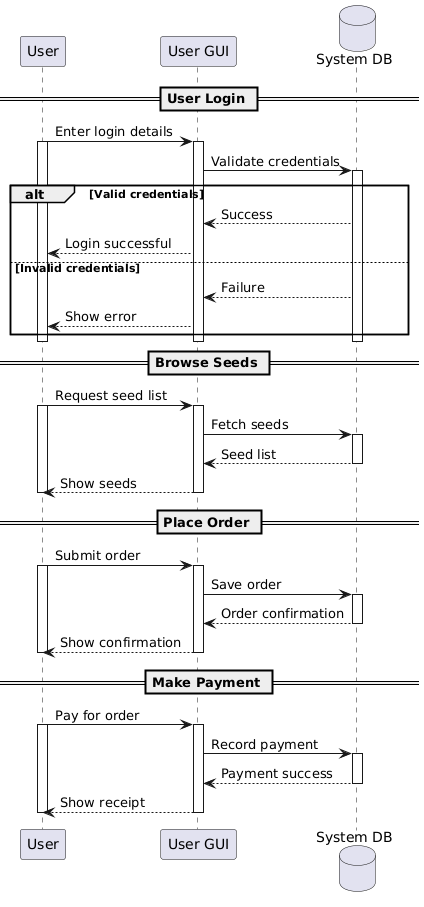 User
User GUI
System DB
User Login
Enter login details
Validate credentials
alt
[Valid credentials]
Success
Login successful
[Invalid credentials]
Failure
Show error
Browse Seeds
Request seed list
Fetch seeds
Seed list
Show seeds
Place Order
Submit order
Save order
Order confirmation
Show confirmation
Make Payment
Pay for order
Record payment
Payment success
Show receipt
User
User GUI
System DB